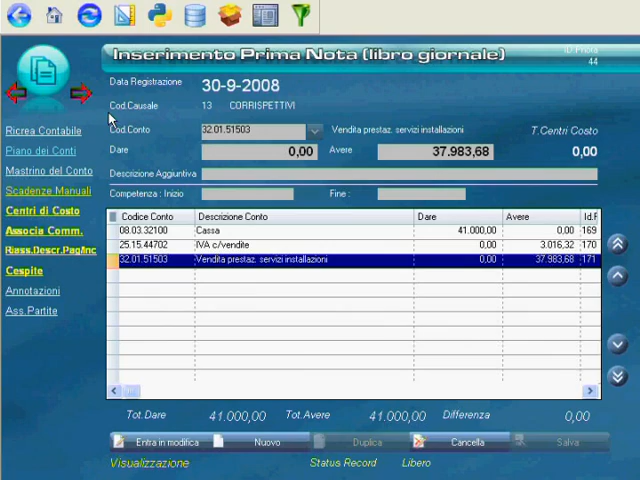 Inserimento Prima Nota (libro giornale)
ID.Pnota
44
Data Registrazione 30-9-2008
Cod.Causale 13 CORRISPETTIVI
Cod.Conto 32.01.51503 Vendita prestaz. servizi installazioni T.Centri Costo
Dare 0,00 Avere 37.983,68 0,00
Descrizione Aggiuntiva
Competenza : Inizio Fine :
Ricrea Contabile
Piano dei Conti
Mastrino del Conto
Scadenze Manuali
Centri di Costo
Associa Comm.
Riass.Descr.Pag/Inc
Cespite
Annotazioni
Ass.Partite
Codice Conto Descrizione Conto Dare Avere Id.F
08.03.32100 Cassa 41.000,00 0,00 169
25.15.44702 IVA c/vendite 0,00 3.016,32 170
32.01.51503 Vendita prestaz. servizi installazioni 0,00 37.983,68 171
Tot.Dare 41.000,00 Tot.Avere 41.000,00 Differenza 0,00
Entra in modifica Nuovo Duplica Cancella Salva
Visualizzazione Status Record Libero